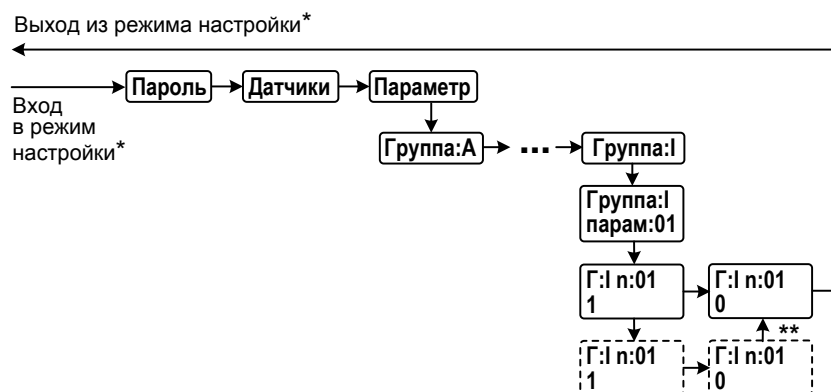 Выход из режима настройки*
Пароль
Датчики
Параметр
Вход
в режим
настройки*
Группа:A
...
Группа:I
Группа:I
парам:01
Г:I n:01
1
Г:I n:01
0
**
Г:I n:01
1
Г:I n:01
0